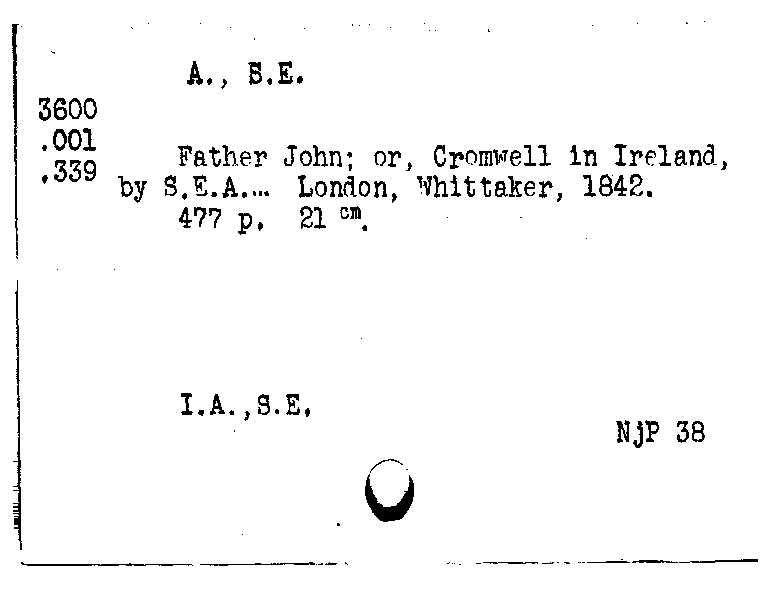 A., S.E.
3600
.001
.339
Father John; or, Cromwell in Ireland,
by S.E.A... London, Whittaker, 1842.
477 p. 21 cm.
I.A.,S.E.
NjP 38